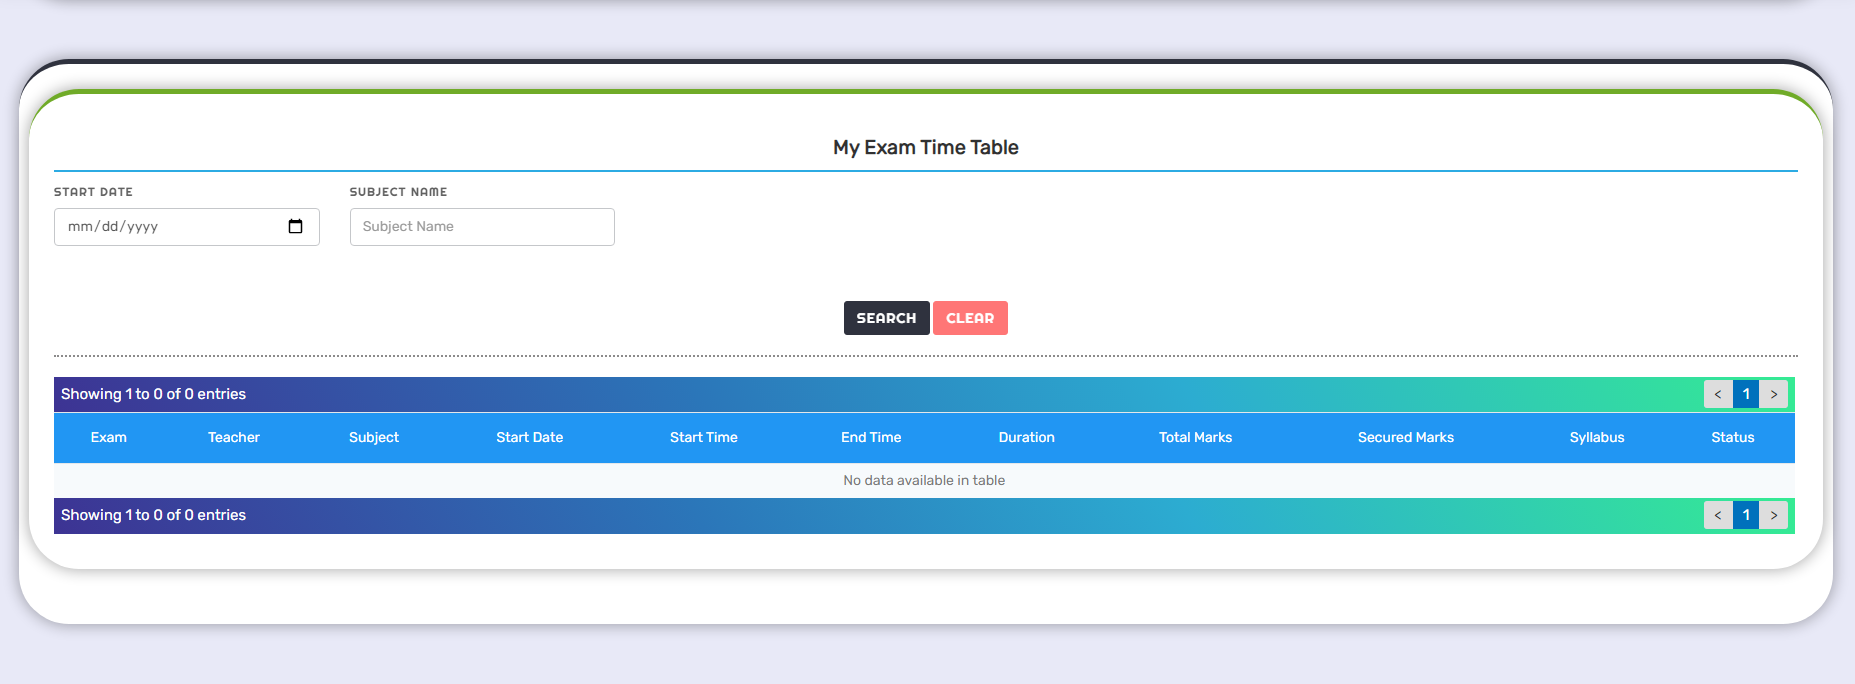 My Exam Time Table
START DATE SUBJECT NAME
mm/dd/yyyy Subject Name
SEARCH CLEAR
Showing 1 to 0 of 0 entries < 1 >
Exam Teacher Subject Start Date Start Time End Time Duration Total Marks Secured Marks Syllabus Status
No data available in table
Showing 1 to 0 of 0 entries < 1 >